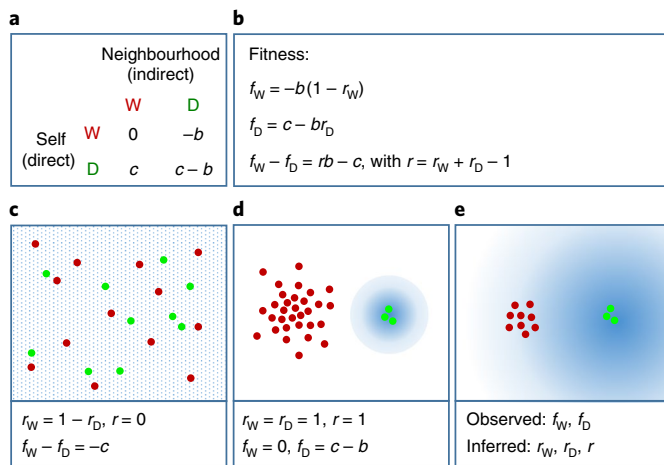 a
Neighbourhood
(indirect)
W D
Self
(direct)
W 0 –b
D c c – b
b
Fitness:
f_W = –b(1 – r_W)
f_D = c – br_D
f_W – f_D = rb – c, with r = r_W + r_D – 1
c
r_W = 1 – r_D, r = 0
f_W – f_D = –c
d
r_W = r_D = 1, r = 1
f_W = 0, f_D = c – b
e
Observed: f_W, f_D
Inferred: r_W, r_D, r